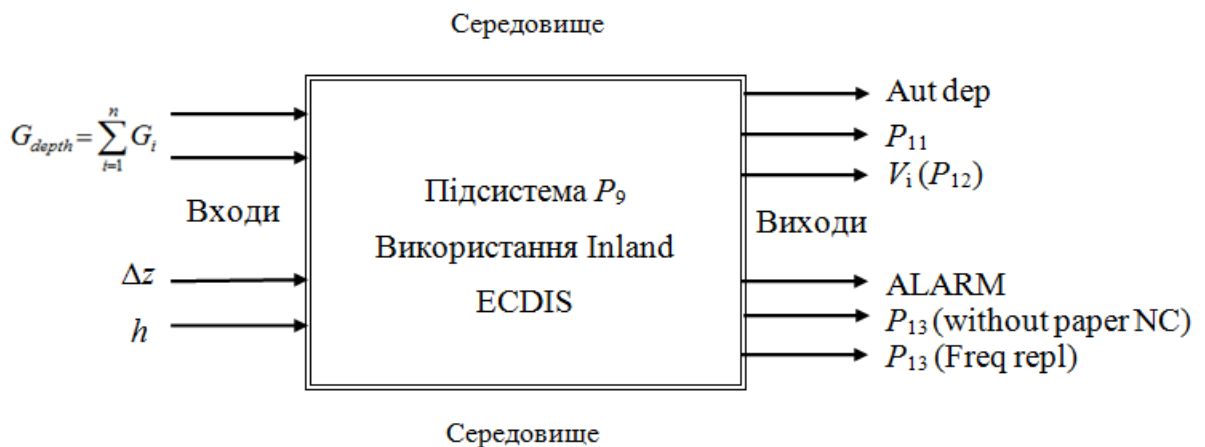 Середовище
G_depth = \sum_{i=1}^{n} G_i
Входи
Δz
h
Підсистема P₉
Використання Inland
ECDIS
Aut dep
P₁₁
Vᵢ (P₁₂)
Виходи
ALARM
P₁₃ (without paper NC)
P₁₃ (Freq repl)
Середовище